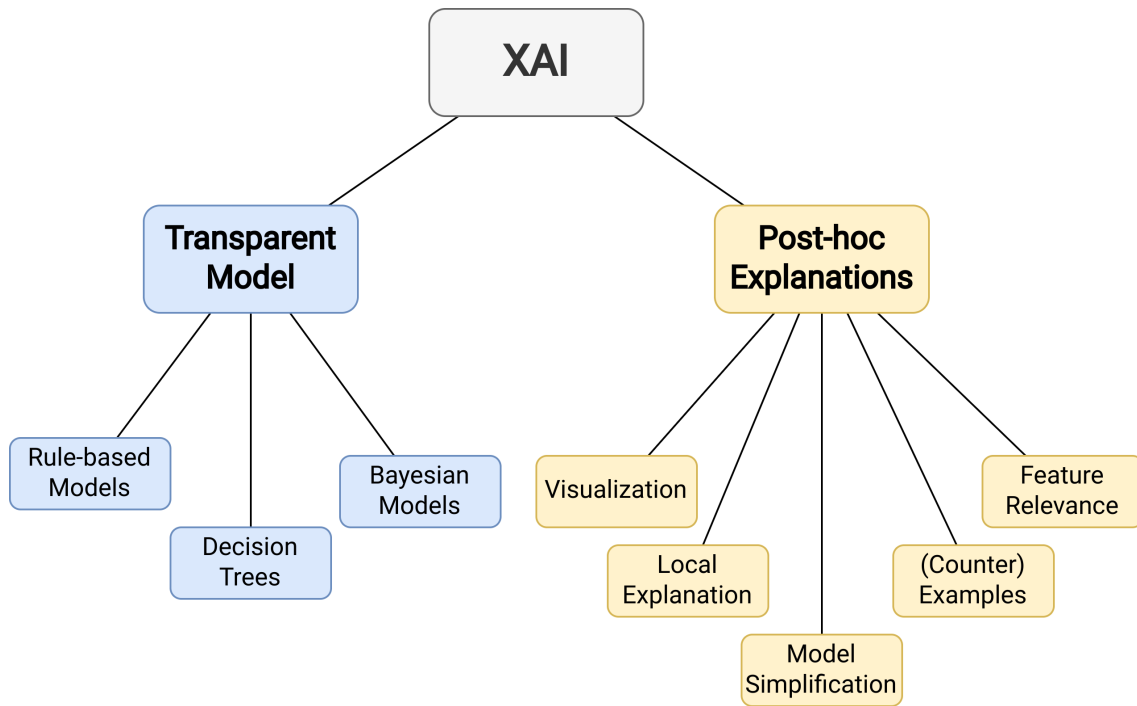 XAI
Transparent
Model
Post-hoc
Explanations
Rule-based
Models
Decision
Trees
Bayesian
Models
Visualization
Local
Explanation
Model
Simplification
(Counter)
Examples
Feature
Relevance